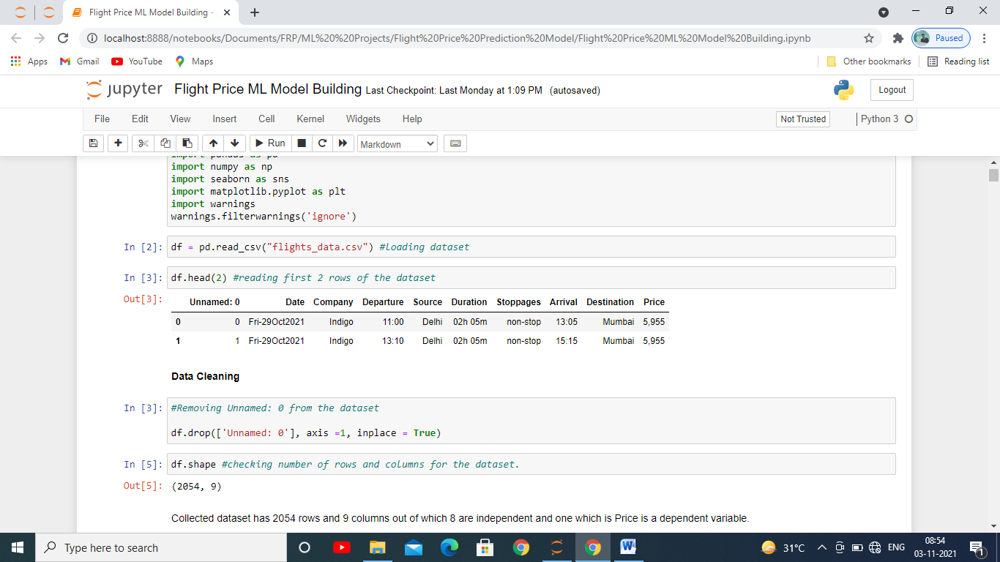 Flight Price ML Model Building -
localhost:8888/notebooks/Documents/FRP/ML%20%20Projects/Flight%20Price%20Prediction%20Model/Flight%20Price%20ML%20Model%20Building.ipynb
Paused
Apps Gmail YouTube Maps Other bookmarks Reading list
jupyter Flight Price ML Model Building Last Checkpoint: Last Monday at 1:09 PM (autosaved) Logout
File Edit View Insert Cell Kernel Widgets Help Not Trusted Python 3
Run Markdown
import pandas as pd
import numpy as np
import seaborn as sns
import matplotlib.pyplot as plt
import warnings
warnings.filterwarnings('ignore')
In [2]: df = pd.read_csv("flights_data.csv") #loading dataset
In [3]: df.head(2) #reading first 2 rows of the dataset
Out[3]:
Unnamed: 0 Date Company Departure Source Duration Stoppages Arrival Destination Price
0 0 Fri-29Oct2021 Indigo 11:00 Delhi 02h 05m non-stop 13:05 Mumbai 5,955
1 1 Fri-29Oct2021 Indigo 13:10 Delhi 02h 05m non-stop 15:15 Mumbai 5,955
Data Cleaning
In [3]: #Removing Unnamed: 0 from the dataset
df.drop(['Unnamed: 0'], axis =1, inplace = True)
In [5]: df.shape #checking number of rows and columns for the dataset.
Out[5]: (2054, 9)
Collected dataset has 2054 rows and 9 columns out of which 8 are independent and one which is Price is a dependent variable.
Type here to search 31°C ENG 08:54
03-11-2021 1